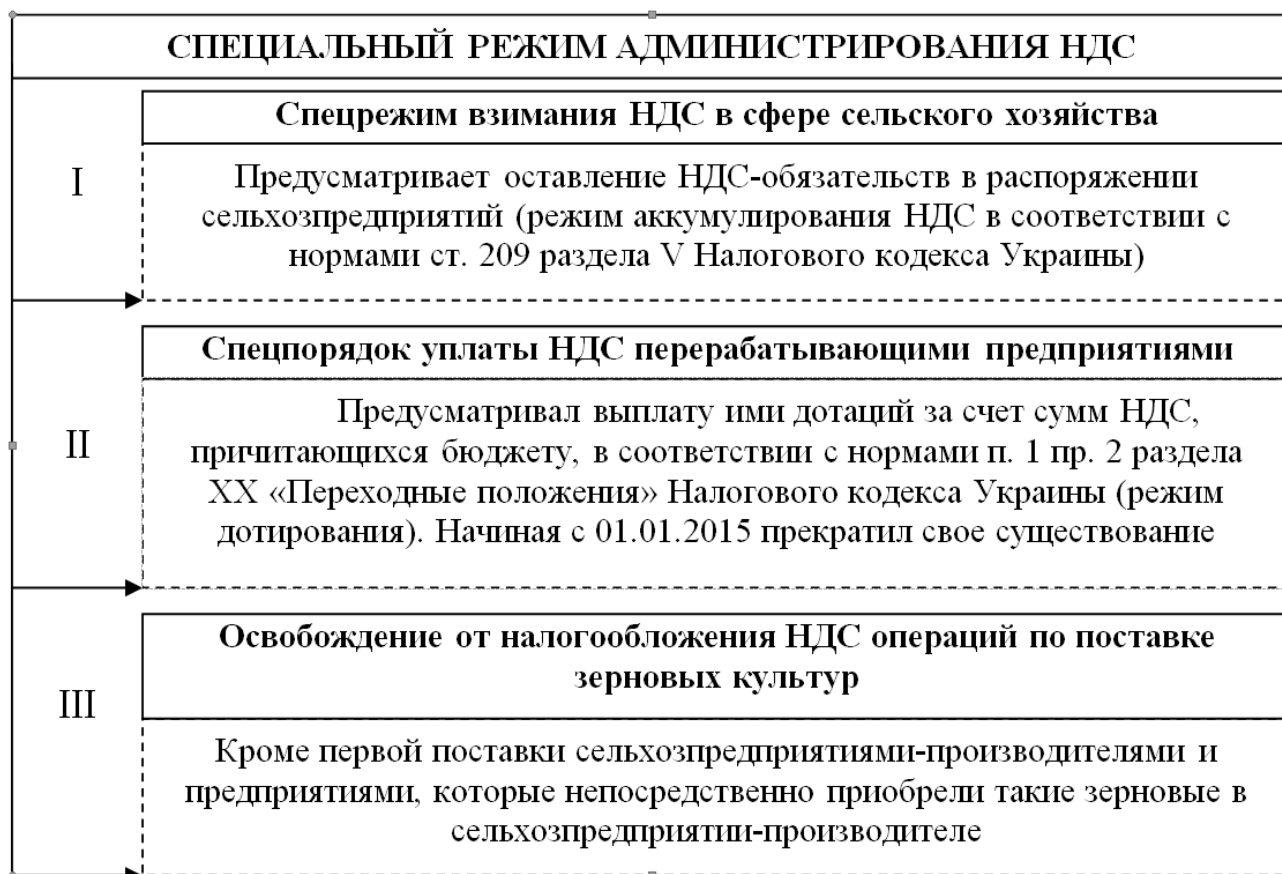 СПЕЦИАЛЬНЫЙ РЕЖИМ АДМИНИСТРИРОВАНИЯ НДС
I
Спецрежим взимания НДС в сфере сельского хозяйства
Предусматривает оставление НДС-обязательств в распоряжении
сельхозпредприятий (режим аккумулирования НДС в соответствии с
нормами ст. 209 раздела V Налогового кодекса Украины)
II
Спецпорядок уплаты НДС перерабатывающими предприятиями
Предусматривал выплату ими дотаций за счет сумм НДС,
причитающихся бюджету, в соответствии с нормами п. 1 пр. 2 раздела
XX «Переходные положения» Налогового кодекса Украины (режим
дотирования). Начиная с 01.01.2015 прекратил свое существование
III
Освобождение от налогообложения НДС операций по поставке
зерновых культур
Кроме первой поставки сельхозпредприятиями-производителями и
предприятиями, которые непосредственно приобрели такие зерновые в
сельхозпредприятии-производителе